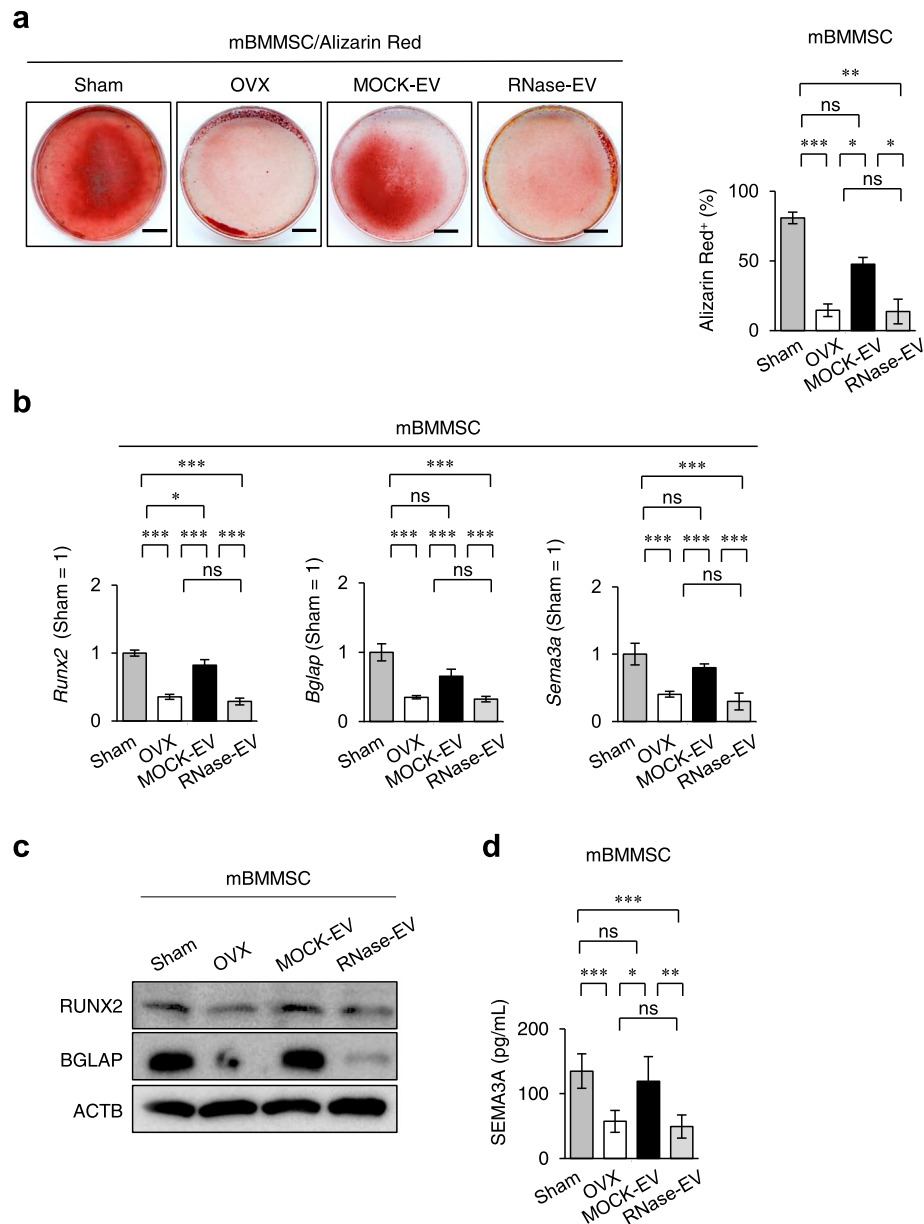 a
mBMMSC/Alizarin Red
Sham OVX MOCK-EV RNase-EV
mBMMSC
**
ns
*** * *
ns
Alizarin Red⁺ (%)
100
50
0
Sham OVX MOCK-EV RNase-EV
b
mBMMSC
***
*
*** *** ***
ns
Runx2 (Sham = 1)
2
1
0
Sham OVX MOCK-EV RNase-EV
***
ns
*** *** ***
ns
Bglap (Sham = 1)
2
1
0
Sham OVX MOCK-EV RNase-EV
***
ns
*** *** ***
ns
Sema3a (Sham = 1)
2
1
0
Sham OVX MOCK-EV RNase-EV
c
mBMMSC
Sham OVX MOCK-EV RNase-EV
RUNX2
BGLAP
ACTB
d
mBMMSC
***
ns
*** * **
ns
SEMA3A (pg/mL)
200
100
0
Sham OVX MOCK-EV RNase-EV